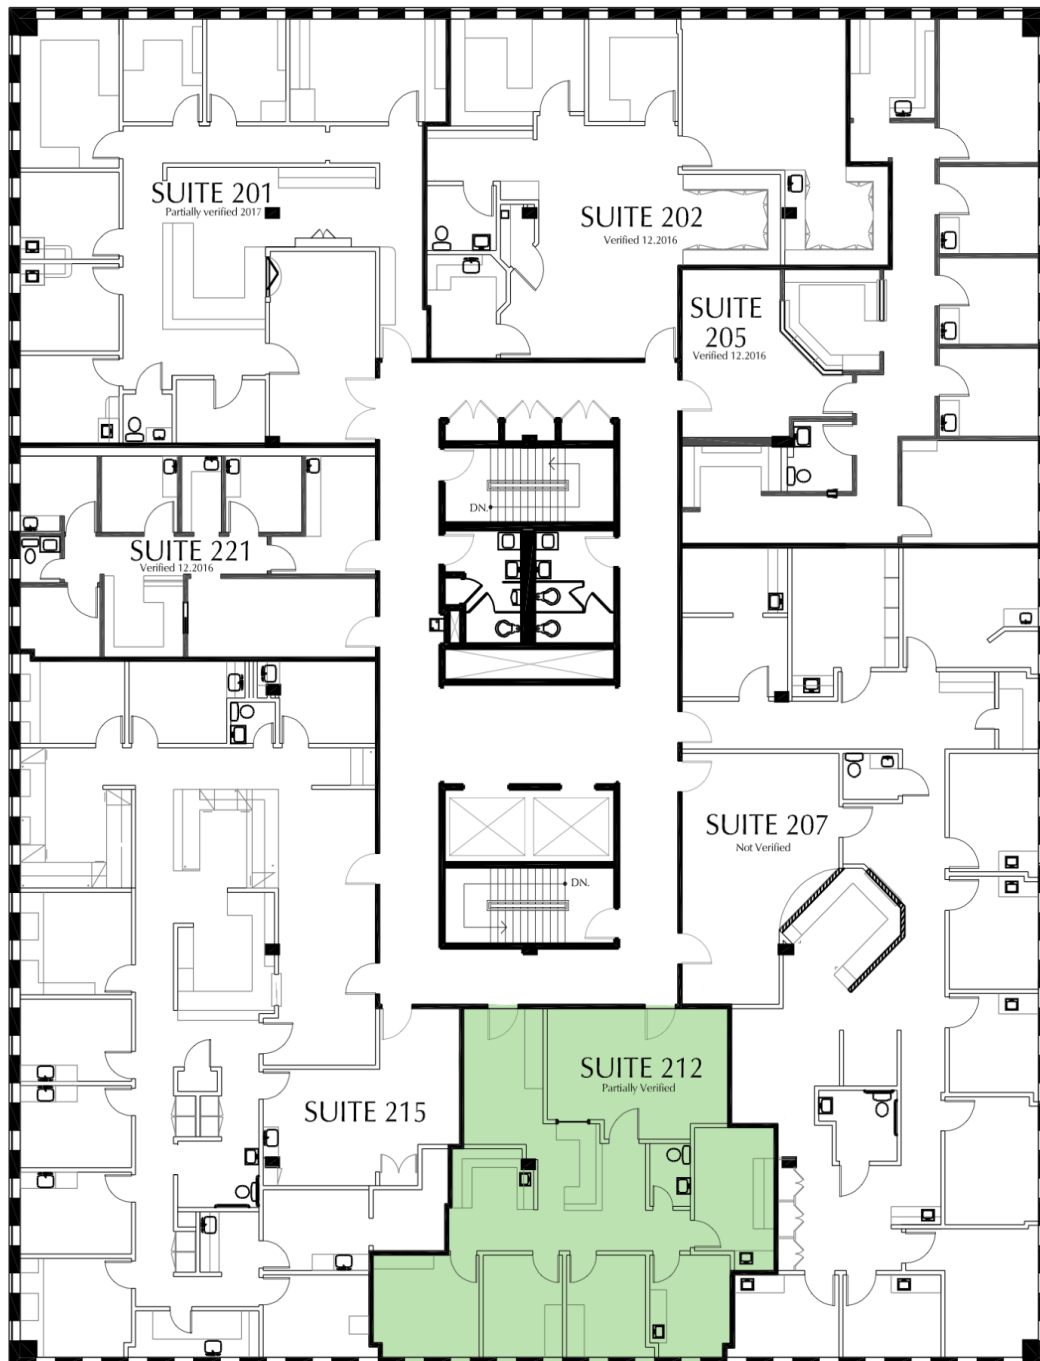 SUITE 201
Partially verified 2017
SUITE 202
Verified 12.2016
SUITE
205
Verified 12.2016
DN.
SUITE 221
Verified 12.2016
SUITE 207
Not Verified
DN.
SUITE 212
Partially Verified
SUITE 215